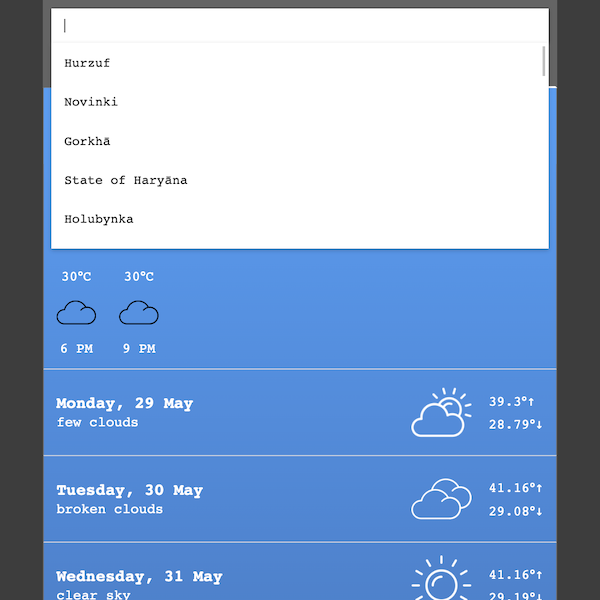 Hurzuf
Novinki
Gorkhā
State of Haryāna
Holubynka
30°C 30°C
6 PM 9 PM
Monday, 29 May
few clouds
39.3°↑
28.79°↓
Tuesday, 30 May
broken clouds
41.16°↑
29.08°↓
Wednesday, 31 May
clear sky
41.16°↑
29.19°↓